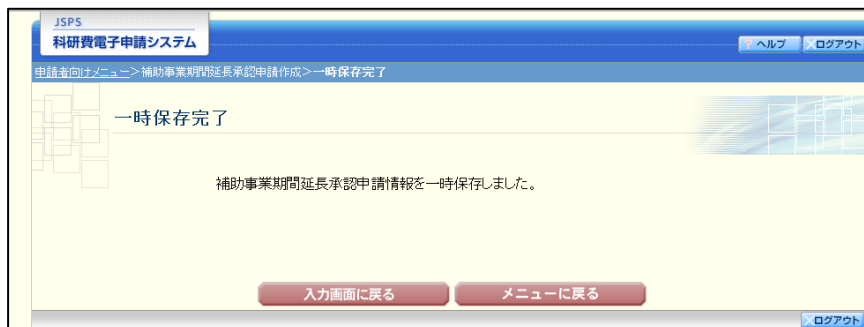 JSPS
科研費電子申請システム
? ヘルプ
ログアウト
申請者向けメニュー>補助事業期間延長承認申請作成>一時保存完了
一時保存完了
補助事業期間延長承認申請情報を一時保存しました。
入力画面に戻る
メニューに戻る
ログアウト